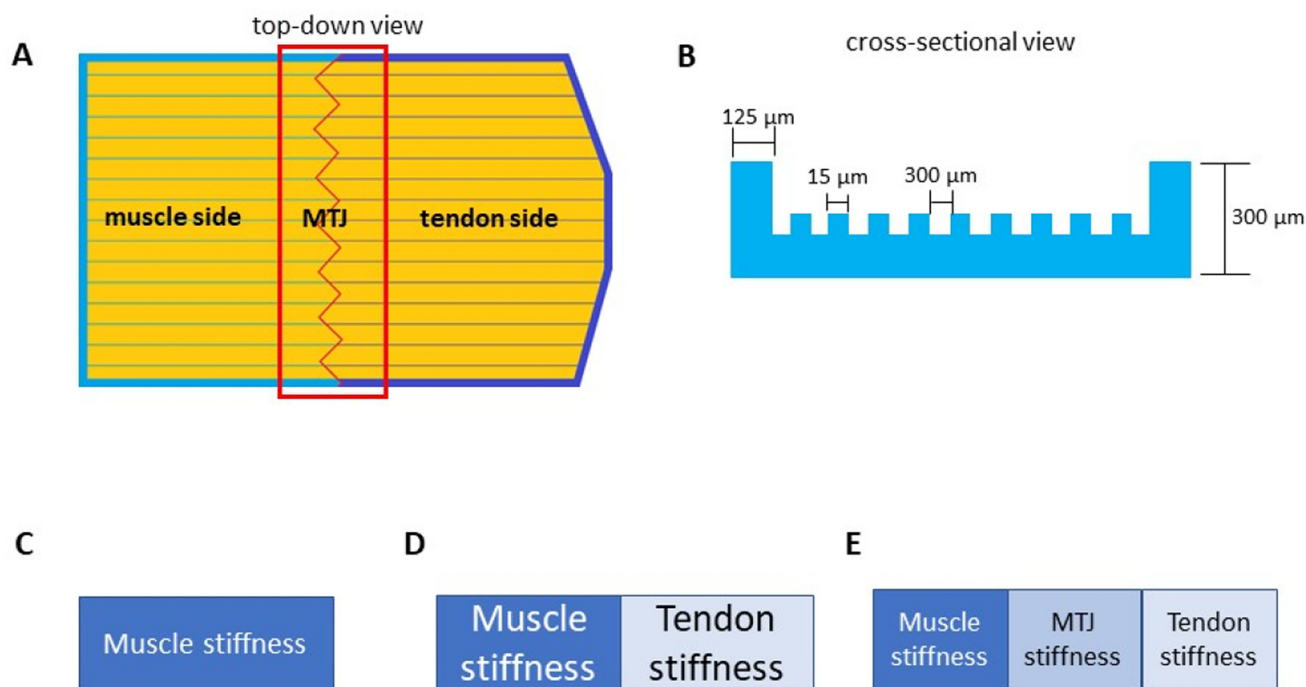 top-down view
A
muscle side
MTJ
tendon side
B
cross-sectional view
125 µm
15 µm
300 µm
300 µm
C
Muscle stiffness
D
Muscle
stiffness
Tendon
stiffness
E
Muscle
stiffness
MTJ
stiffness
Tendon
stiffness